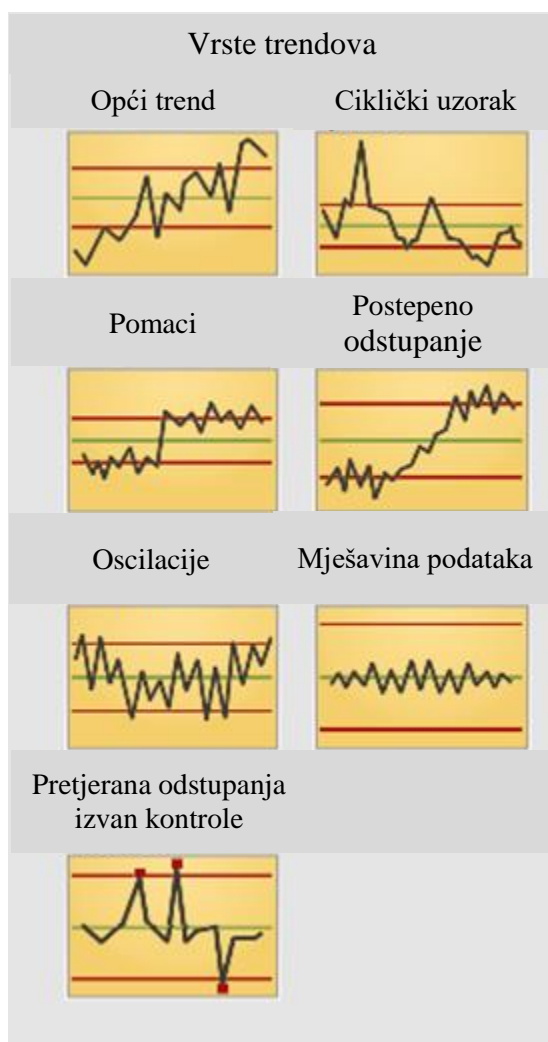 Vrste trendova
Opći trend
Ciklički uzorak
Pomaci
Postepeno
odstupanje
Oscilacije
Mješavina podataka
Pretjerana odstupanja
izvan kontrole